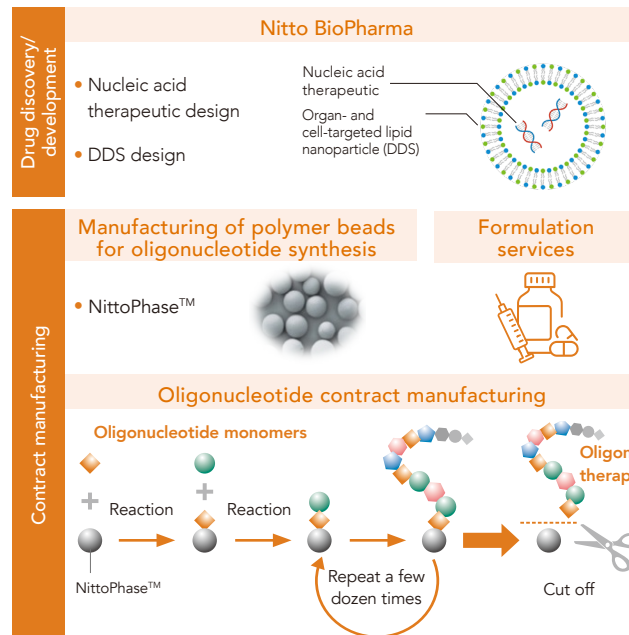 Drug discovery/
development
Nitto BioPharma
• Nucleic acid
therapeutic design
• DDS design
Nucleic acid
therapeutic
Organ- and
cell-targeted lipid
nanoparticle (DDS)
Contract manufacturing
Manufacturing of polymer beads
for oligonucleotide synthesis
• NittoPhase™
Formulation
services
Oligonucleotide contract manufacturing
Oligonucleotide monomers
Reaction
Reaction
NittoPhase™
Repeat a few
dozen times
Oligon
therap
Cut off